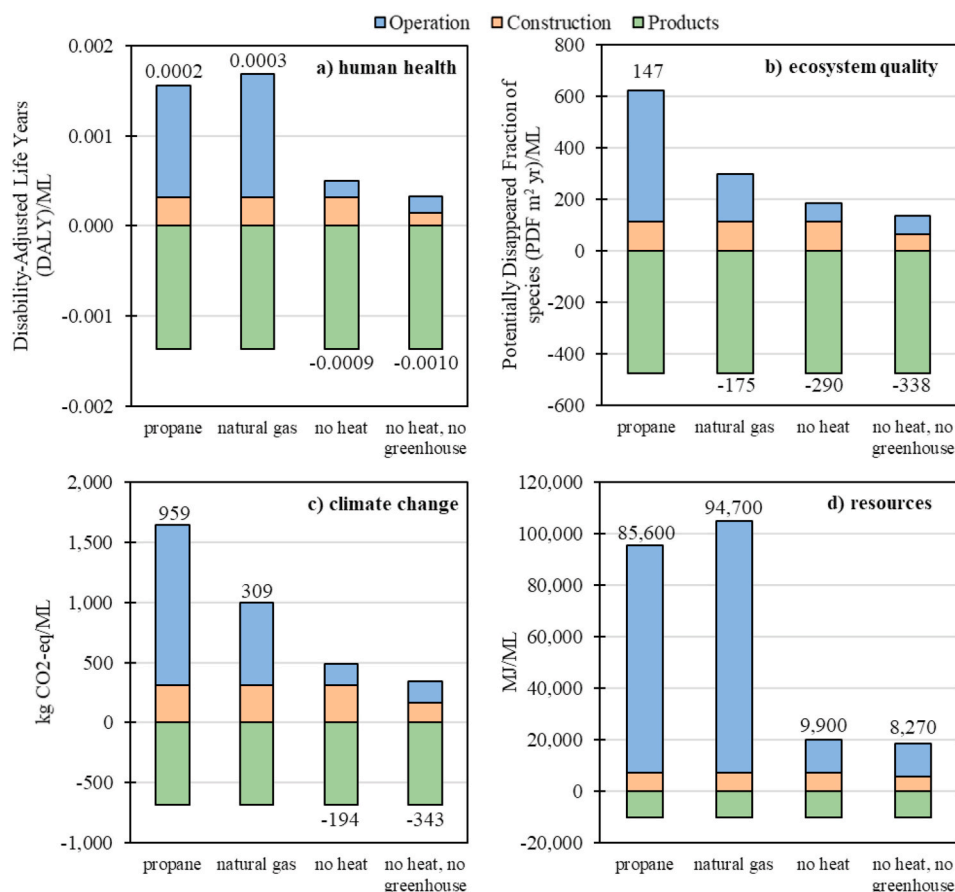 Operation Construction Products
0.002
0.001
0.000
-0.001
-0.002
Disability-Adjusted Life Years
(DALY)/ML
a) human health
0.0002
0.0003
-0.0009
-0.0010
propane
natural gas
no heat
no heat, no
greenhouse
800
600
400
200
0
-200
-400
-600
Potentially Disappeared Fraction of
species (PDF m² yr)/ML
b) ecosystem quality
147
-175
-290
-338
propane
natural gas
no heat
no heat, no
greenhouse
2,000
1,500
1,000
500
0
-500
-1,000
kg CO2-eq/ML
c) climate change
959
309
-194
-343
propane
natural gas
no heat
no heat, no
greenhouse
120,000
100,000
80,000
60,000
40,000
20,000
0
-20,000
MJ/ML
d) resources
85,600
94,700
9,900
8,270
propane
natural gas
no heat
no heat, no
greenhouse